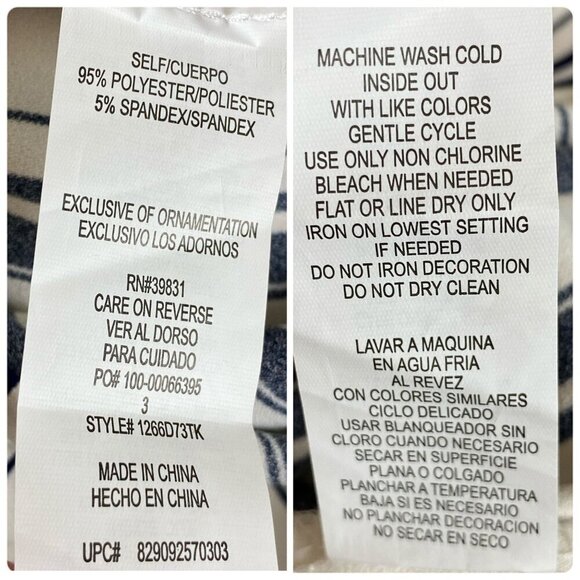 SELF/CUERPO
95% POLYESTER/POLIESTER
5% SPANDEX/SPANDEX
EXCLUSIVE OF ORNAMENTATION
EXCLUSIVO LOS ADORNOS
RN#39831
CARE ON REVERSE
VER AL DORSO
PARA CUIDADO
PO# 100-00066395
3
STYLE# 1266D73TK
MADE IN CHINA
HECHO EN CHINA
UPC# 829092570303
MACHINE WASH COLD
INSIDE OUT
WITH LIKE COLORS
GENTLE CYCLE
USE ONLY NON CHLORINE
BLEACH WHEN NEEDED
FLAT OR LINE DRY ONLY
IRON ON LOWEST SETTING
IF NEEDED
DO NOT IRON DECORATION
DO NOT DRY CLEAN
LAVAR A MAQUINA
EN AGUA FRIA
AL REVEZ
CON COLORES SIMILARES
CICLO DELICADO
USAR BLANQUEADOR SIN
CLORO CUANDO NECESARIO
SECAR EN SUPERFICIE
PLANA O COLGADO
PLANCHAR A TEMPERATURA
BAJA SI ES NECESARIO
NO PLANCHAR DECORACION
NO SECAR EN SECO